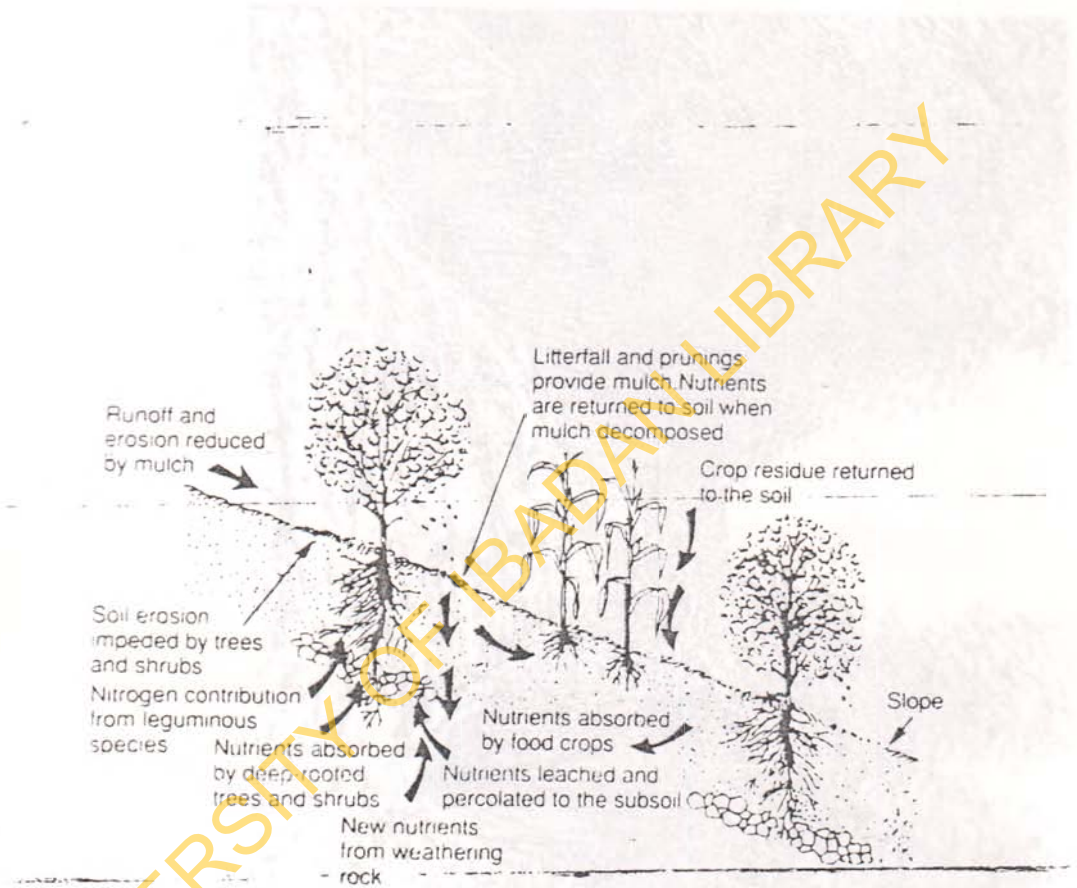 Litterfall and prunings
provide mulch. Nutrients
are returned to soil when
mulch decomposed
Runoff and
erosion reduced
by mulch
Crop residue returned
to the soil
Soil erosion
impeded by trees
and shrubs
Nitrogen contribution
from leguminous
species
Slope
Nutrients absorbed
by food crops
Nutrients absorbed
by deep-rooted
trees and shrubs
Nutrients leached and
percolated to the subsoil
New nutrients
from weathering
rock
ERSITY OF IBADAN LIBRARY